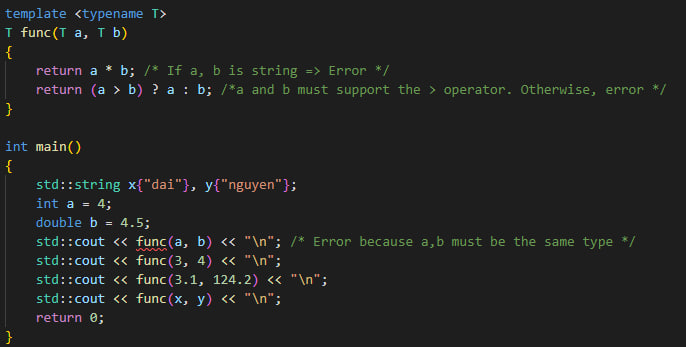 template <typename T>
T func(T a, T b)
{
    return a * b; /* If a, b is string => Error */
    return (a > b) ? a : b; /*a and b must support the > operator. Otherwise, error */
}

int main()
{
    std::string x{"dai"}, y{"nguyen"};
    int a = 4;
    double b = 4.5;
    std::cout << func(a, b) << "\n"; /* Error because a,b must be the same type */
    std::cout << func(3, 4) << "\n";
    std::cout << func(3.1, 124.2) << "\n";
    std::cout << func(x, y) << "\n";
    return 0;
}